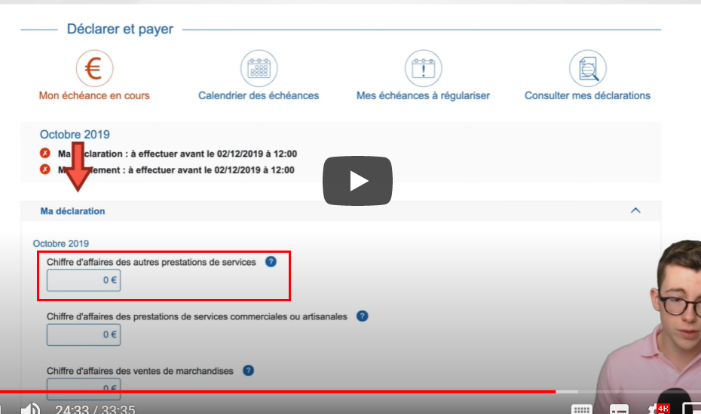 Déclarer et payer
Mon échéance en cours
Calendrier des échéances
Mes échéances à régulariser
Consulter mes déclarations
Octobre 2019
Ma déclaration : à effectuer avant le 02/12/2019 à 12:00
: à effectuer avant le 02/12/2019 à 12:00
Ma déclaration
Octobre 2019
Chiffre d'affaires des autres prestations de services ?
0 €
Chiffre d'affaires des prestations de services commerciales ou artisanales ?
0 €
Chiffre d'affaires des ventes de marchandises ?
0 €
24:33 / 33:35
4K